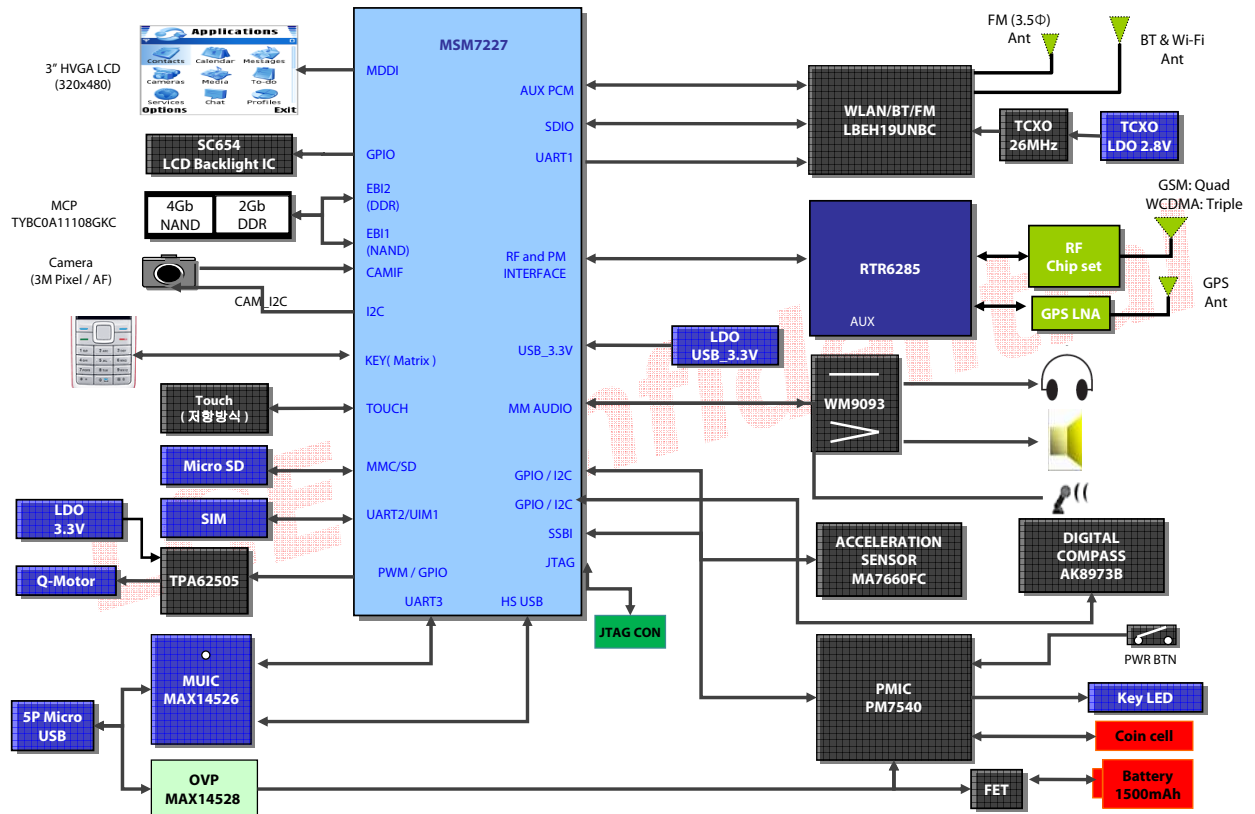 Applications
Contacts Calendar Messages
Cameras Media To-do
Services Chat Profiles
Options Exit
3” HVGA LCD
(320x480)
SC654
LCD Backlight IC
MCP
TYBC0A11108GKC
4Gb
NAND
2Gb
DDR
Camera
(3M Pixel / AF)
CAM_I2C
Touch
( 저항방식 )
Micro SD
SIM
LDO
3.3V
Q-Motor
TPA62505
MUIC
MAX14526
5P Micro
USB
OVP
MAX14528
MSM7227
MDDI
GPIO
EBI2
(DDR)
EBI1
(NAND)
CAMIF
I2C
KEY( Matrix )
TOUCH
MMC/SD
UART2/UIM1
PWM / GPIO
UART3
HS USB
AUX PCM
SDIO
UART1
RF and PM
INTERFACE
USB_3.3V
MM AUDIO
GPIO / I2C
GPIO / I2C
SSBI
JTAG
JTAG CON
FM (3.5Φ)
Ant
BT & Wi-Fi
Ant
WLAN/BT/FM
LBEH19UNBC
TCXO
26MHz
TCXO
LDO 2.8V
GSM: Quad
WCDMA: Triple
RTR6285
AUX
RF
Chip set
GPS
Ant
GPS LNA
LDO
USB_3.3V
WM9093
ACCELERATION
SENSOR
MA7660FC
DIGITAL
COMPASS
AK8973B
PMIC
PM7540
PWR BTN
Key LED
Coin cell
FET
Battery
1500mAh